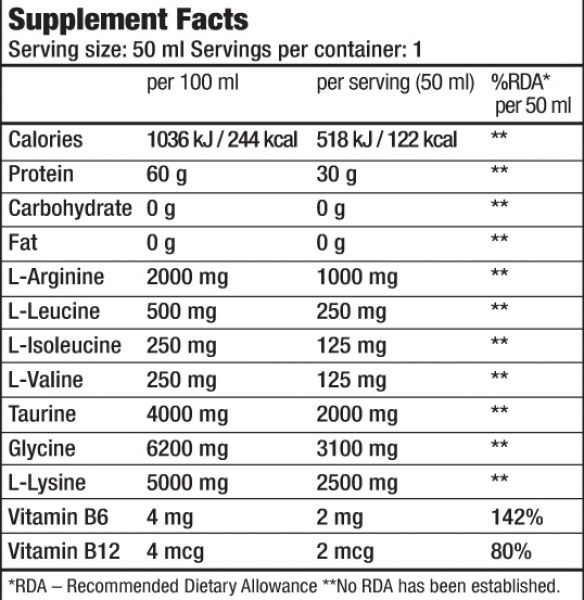 Supplement Facts
Serving size: 50 ml Servings per container: 1
per 100 ml per serving (50 ml) %RDA*
per 50 ml
Calories 1036 kJ / 244 kcal 518 kJ / 122 kcal **
Protein 60 g 30 g **
Carbohydrate 0 g 0 g **
Fat 0 g 0 g **
L-Arginine 2000 mg 1000 mg **
L-Leucine 500 mg 250 mg **
L-Isoleucine 250 mg 125 mg **
L-Valine 250 mg 125 mg **
Taurine 4000 mg 2000 mg **
Glycine 6200 mg 3100 mg **
L-Lysine 5000 mg 2500 mg **
Vitamin B6 4 mg 2 mg 142%
Vitamin B12 4 mcg 2 mcg 80%
*RDA – Recommended Dietary Allowance **No RDA has been established.